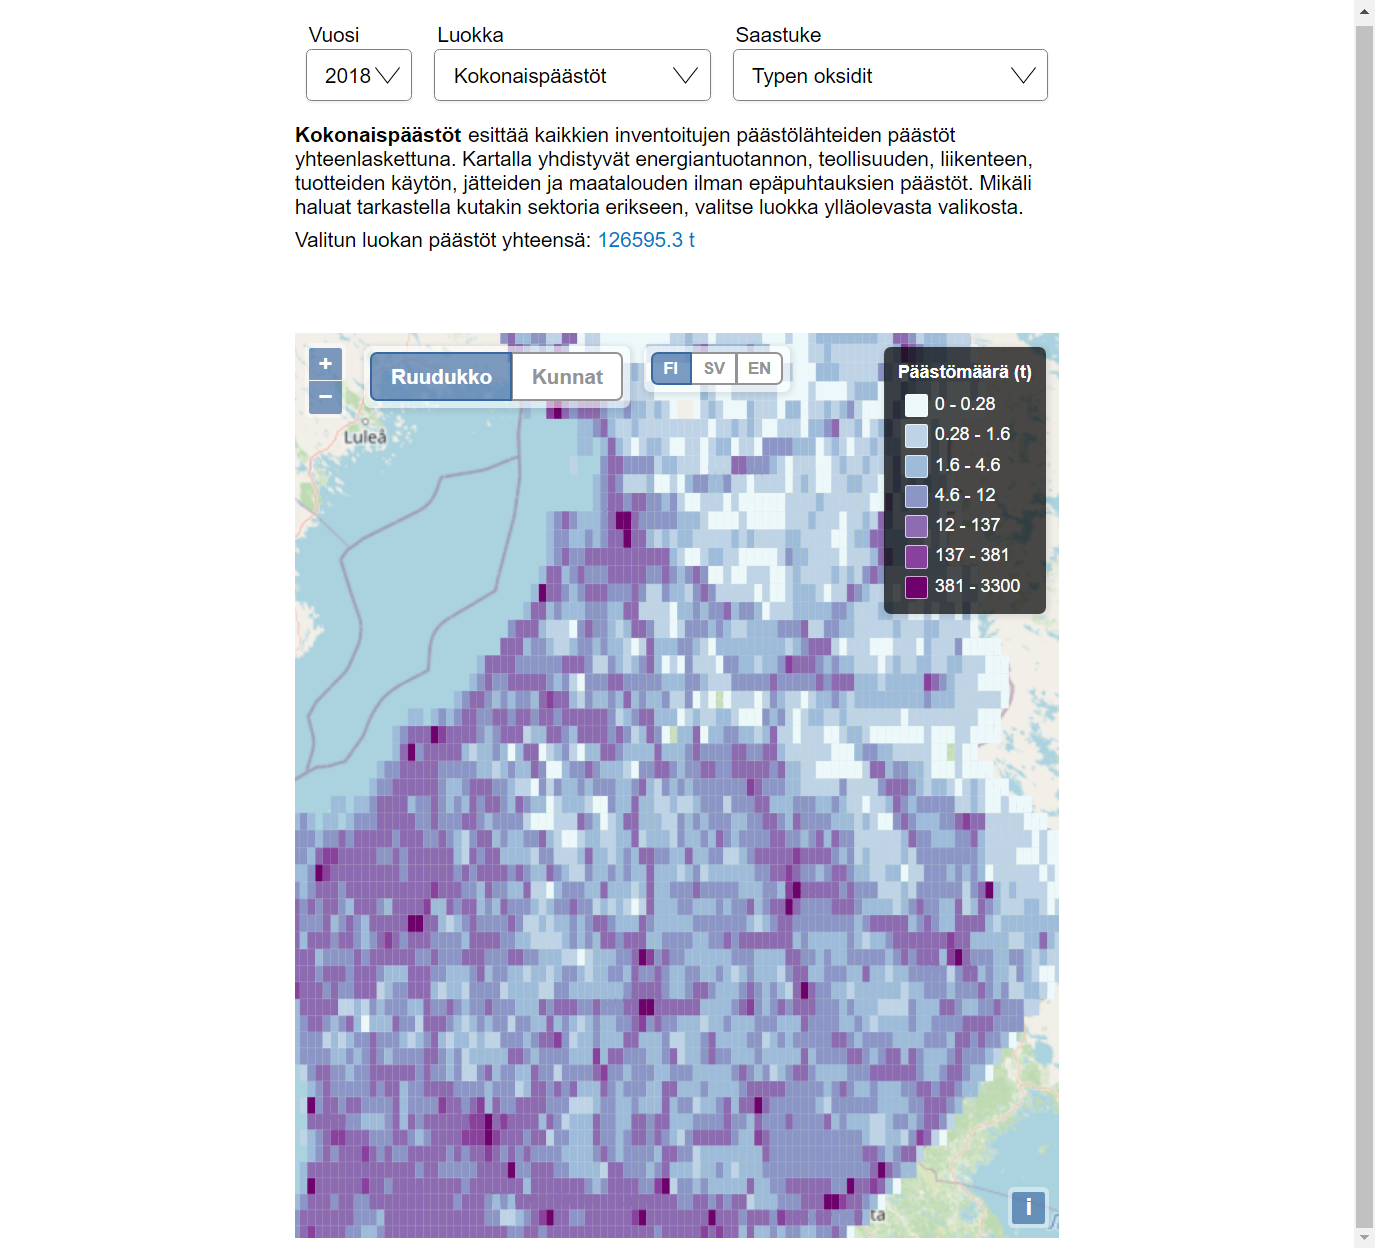 Vuosi
Luokka
Saastuke
2018
Kokonaispäästöt
Typen oksidit
Kokonaispäästöt esittää kaikkien inventoitujen päästölähteiden päästöt
yhteenlaskettuna. Kartalla yhdistyvät energiantuotannon, teollisuuden, liikenteen,
tuotteiden käytön, jätteiden ja maatalouden ilman epäpuhtauksien päästöt. Mikäli
haluat tarkastella kutakin sektoria erikseen, valitse luokka ylläolevasta valikosta.
Valitun luokan päästöt yhteensä: 126595.3 t
+
−
Ruudukko
Kunnat
FI
SV
EN
Päästömäärä (t)
0 - 0.28
0.28 - 1.6
1.6 - 4.6
4.6 - 12
12 - 137
137 - 381
381 - 3300
Luleå
ta
i